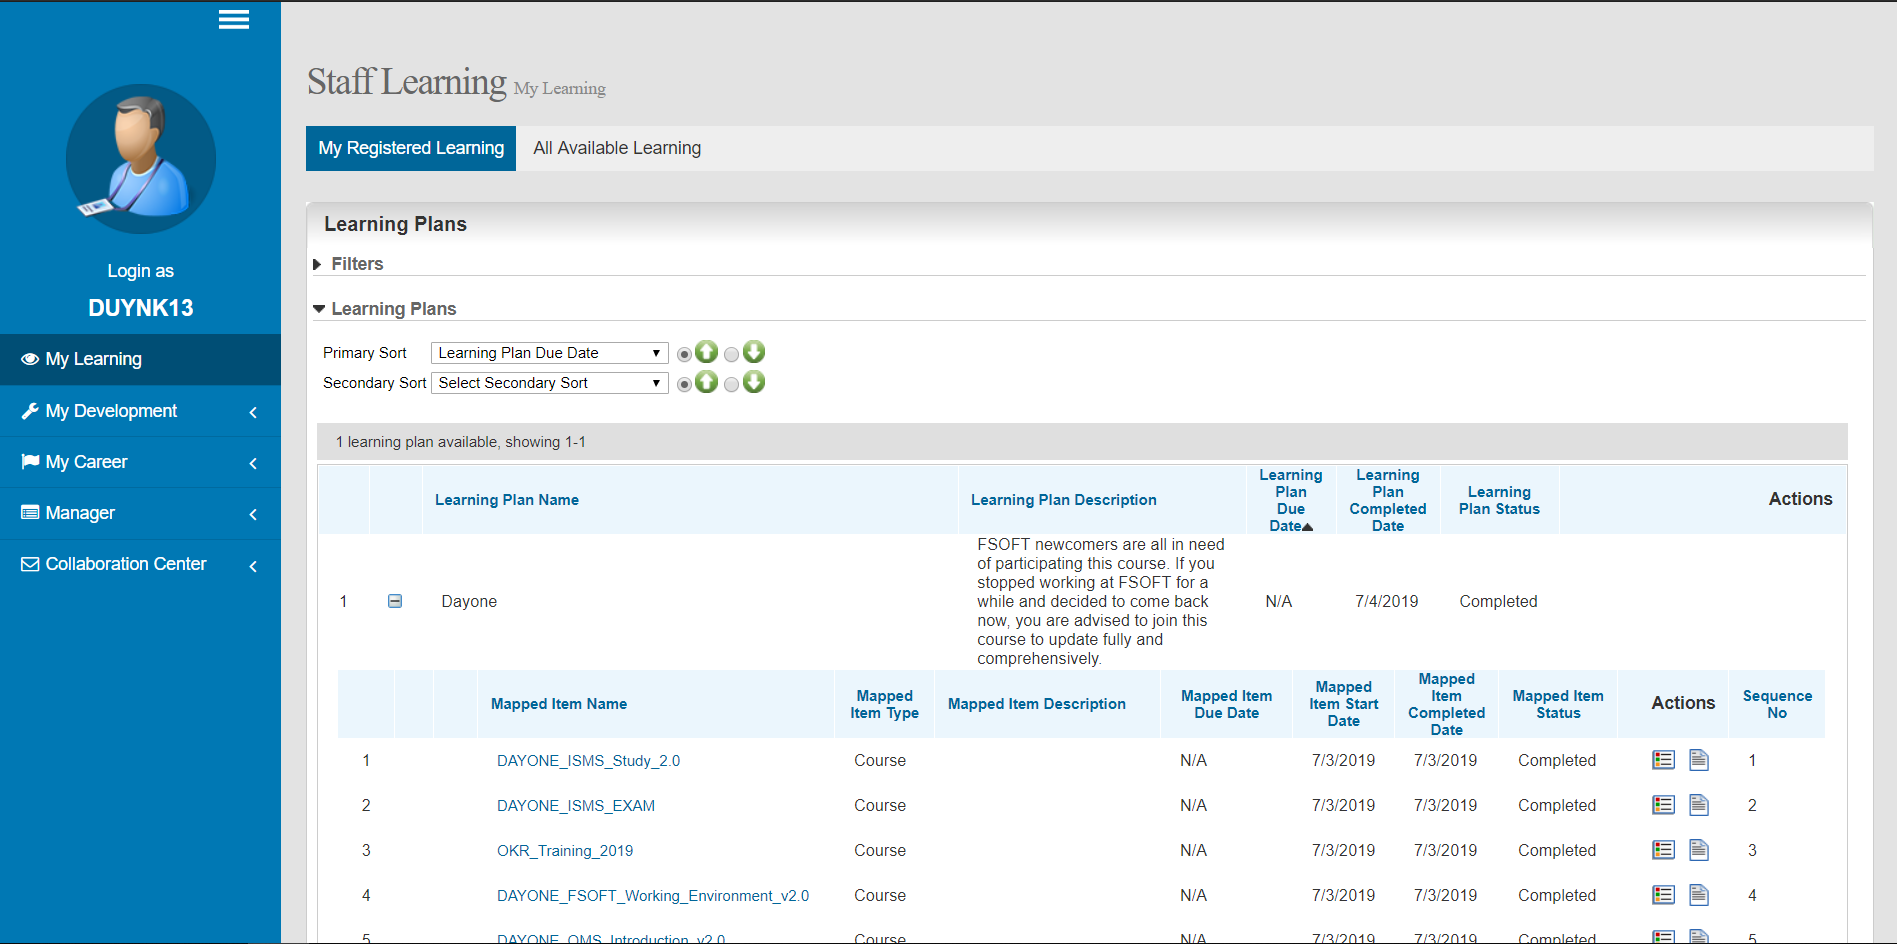 Login as
DUYNK13
My Learning
My Development
My Career
Manager
Collaboration Center
Staff Learning My Learning
My Registered Learning All Available Learning
Learning Plans
Filters
Learning Plans
Primary Sort Learning Plan Due Date
Secondary Sort Select Secondary Sort
1 learning plan available, showing 1-1
Learning Plan Name
Learning Plan Description
Learning
Plan
Due
Date
Learning
Plan
Completed
Date
Learning
Plan Status
Actions
1 Dayone
FSOFT newcomers are all in need
of participating this course. If you
stopped working at FSOFT for a
while and decided to come back
now, you are advised to join this
course to update fully and
comprehensively.
N/A 7/4/2019 Completed
Mapped Item Name
Mapped
Item Type
Mapped Item Description
Mapped Item
Due Date
Mapped
Item Start
Date
Mapped
Item
Completed
Date
Mapped Item
Status
Actions
Sequence
No
1 DAYONE_ISMS_Study_2.0 Course N/A 7/3/2019 7/3/2019 Completed 1
2 DAYONE_ISMS_EXAM Course N/A 7/3/2019 7/3/2019 Completed 2
3 OKR_Training_2019 Course N/A 7/3/2019 7/3/2019 Completed 3
4 DAYONE_FSOFT_Working_Environment_v2.0 Course N/A 7/3/2019 7/3/2019 Completed 4
5 DAYONE_QMS_Introduction_v2.0 Course N/A 7/3/2019 7/3/2019 Completed 5